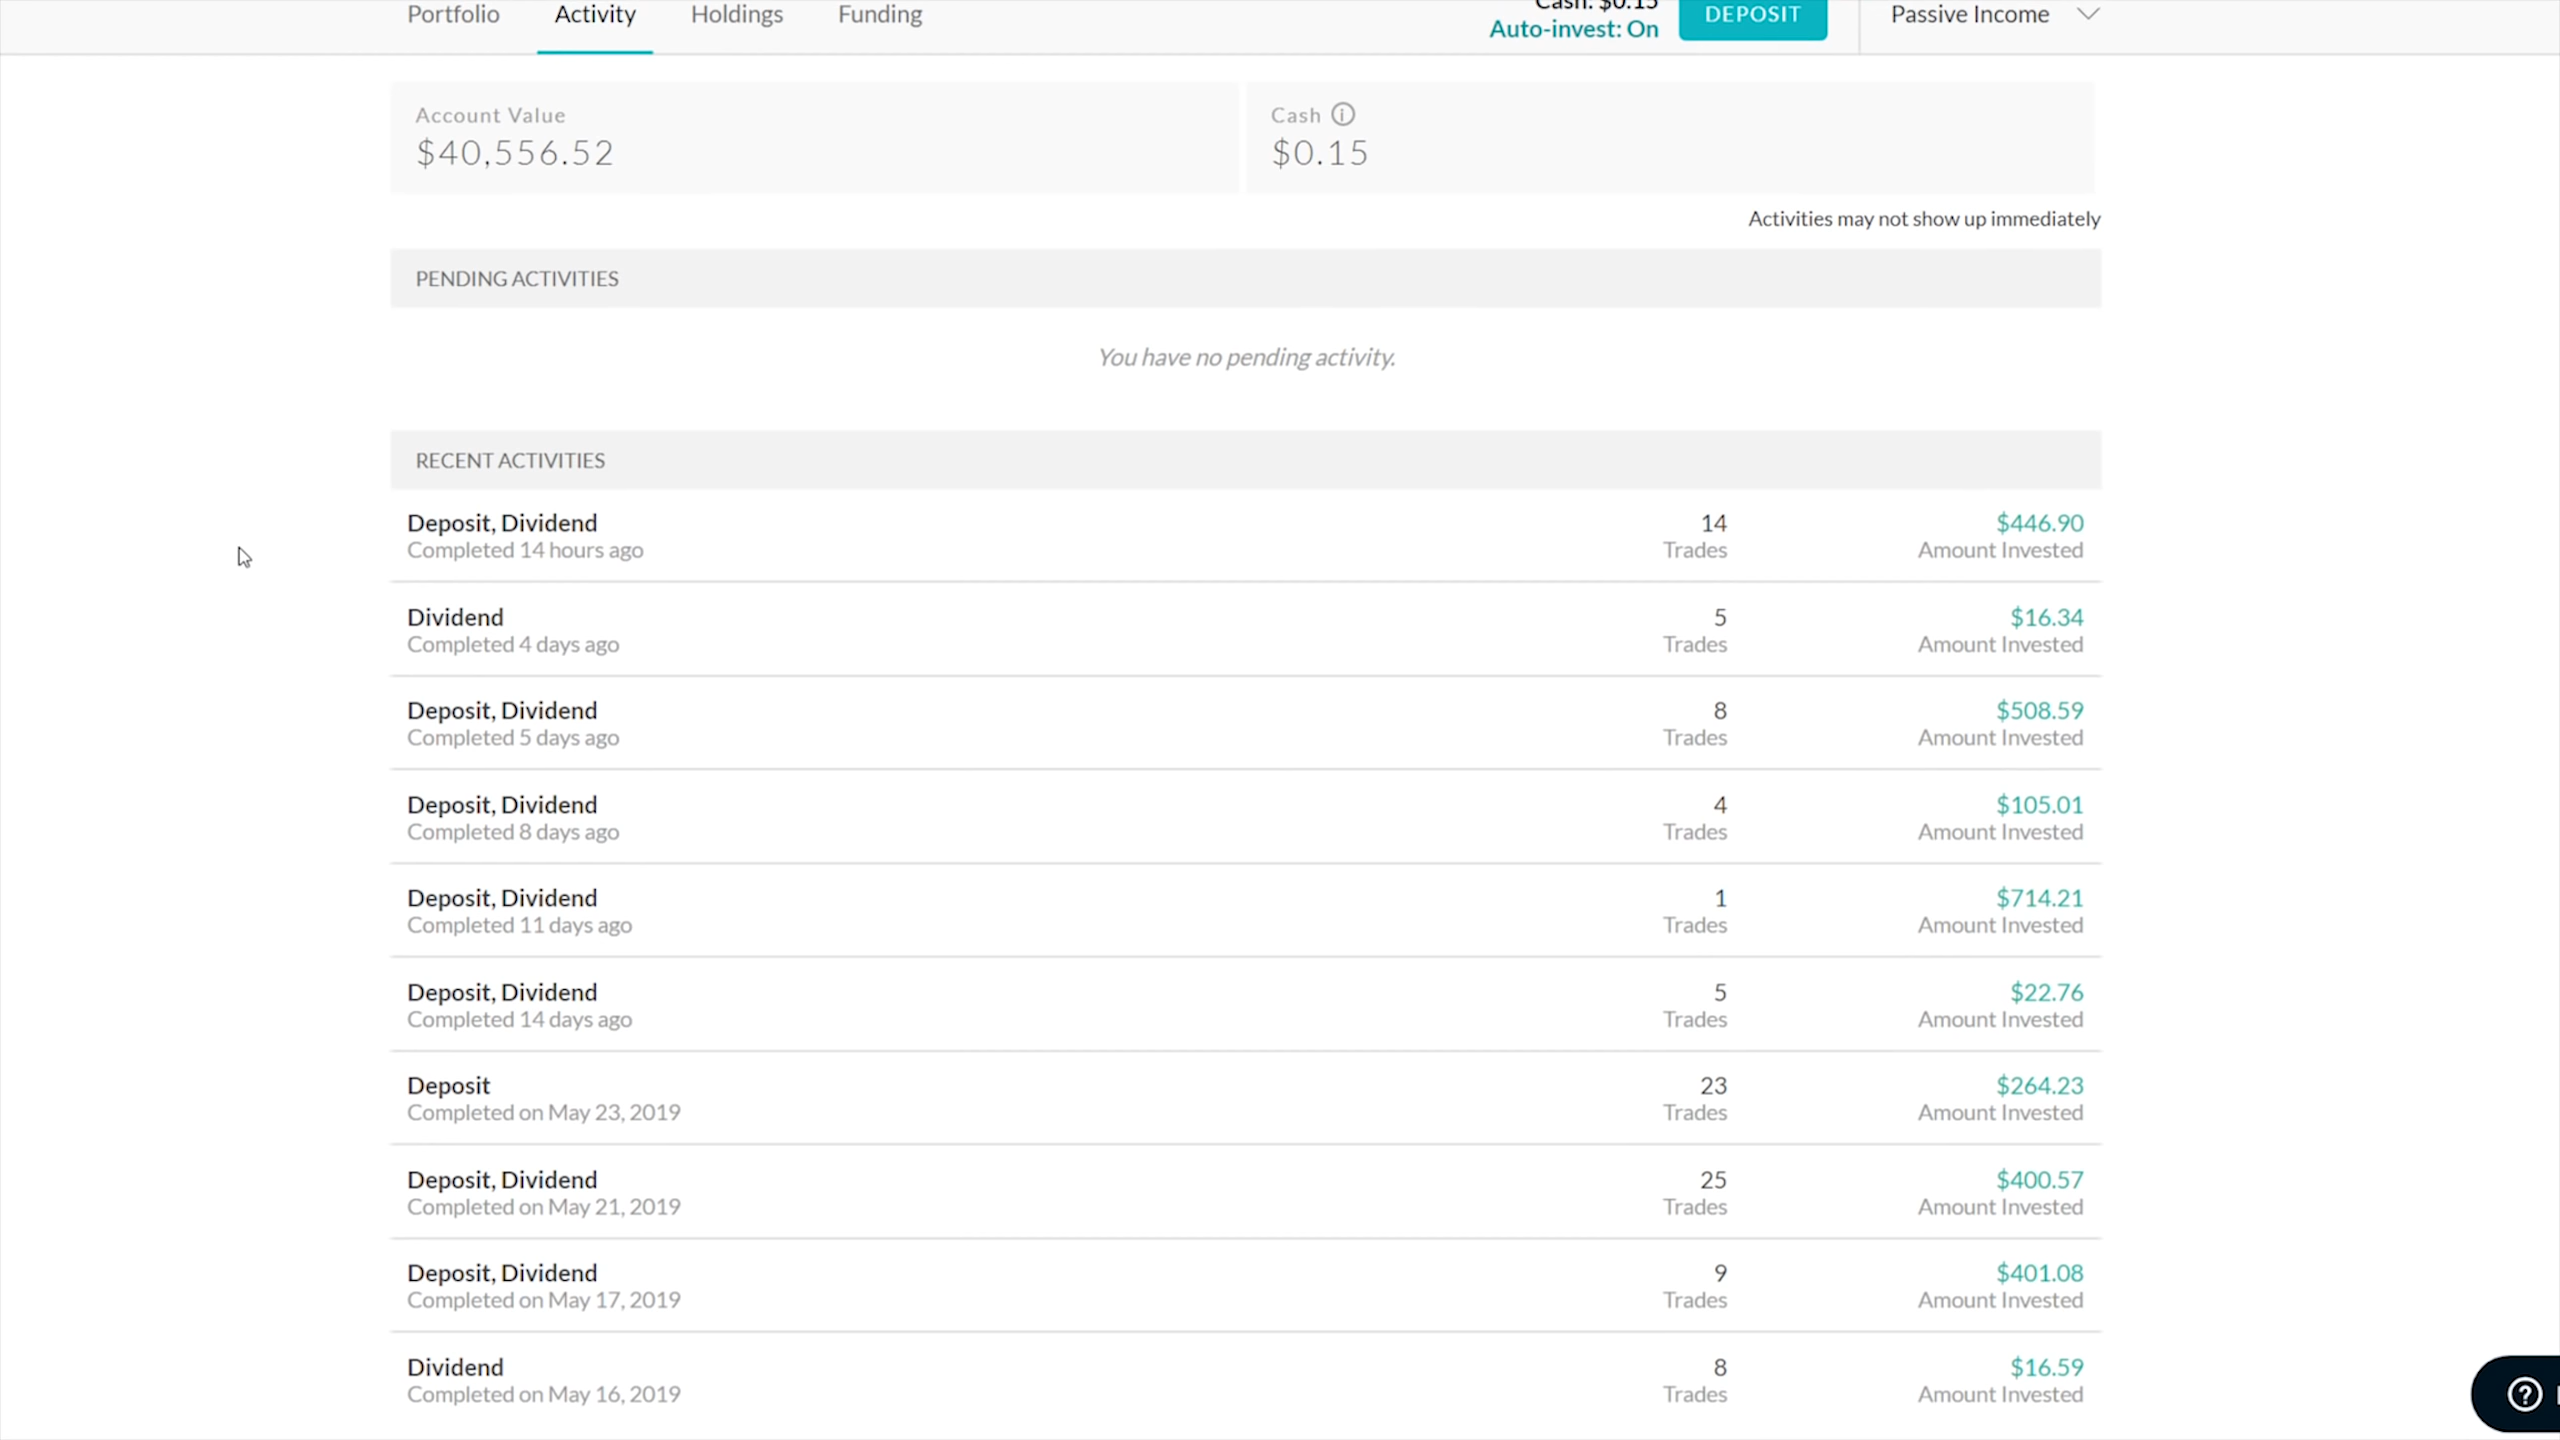 Portfolio Activity Holdings Funding
Cash: $0.15
Auto-invest: On
DEPOSIT
Passive Income
Account Value
$40,556.52
Cash
$0.15
Activities may not show up immediately
PENDING ACTIVITIES
You have no pending activity.
RECENT ACTIVITIES
Deposit, Dividend 14 $446.90
Completed 14 hours ago Trades Amount Invested
Dividend 5 $16.34
Completed 4 days ago Trades Amount Invested
Deposit, Dividend 8 $508.59
Completed 5 days ago Trades Amount Invested
Deposit, Dividend 4 $105.01
Completed 8 days ago Trades Amount Invested
Deposit, Dividend 1 $714.21
Completed 11 days ago Trades Amount Invested
Deposit, Dividend 5 $22.76
Completed 14 days ago Trades Amount Invested
Deposit 23 $264.23
Completed on May 23, 2019 Trades Amount Invested
Deposit, Dividend 25 $400.57
Completed on May 21, 2019 Trades Amount Invested
Deposit, Dividend 9 $401.08
Completed on May 17, 2019 Trades Amount Invested
Dividend 8 $16.59
Completed on May 16, 2019 Trades Amount Invested